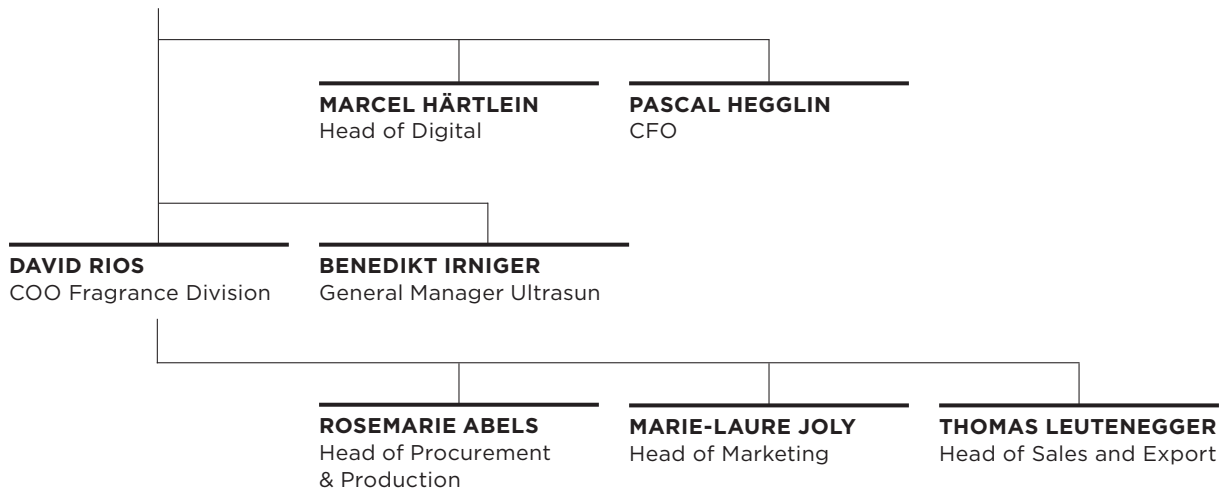 MARCEL HÄRTLEIN
Head of Digital
PASCAL HEGGLIN
CFO
DAVID RIOS
COO Fragrance Division
BENEDIKT IRNIGER
General Manager Ultrasun
ROSEMARIE ABELS
Head of Procurement
& Production
MARIE-LAURE JOLY
Head of Marketing
THOMAS LEUTENEGGER
Head of Sales and Export